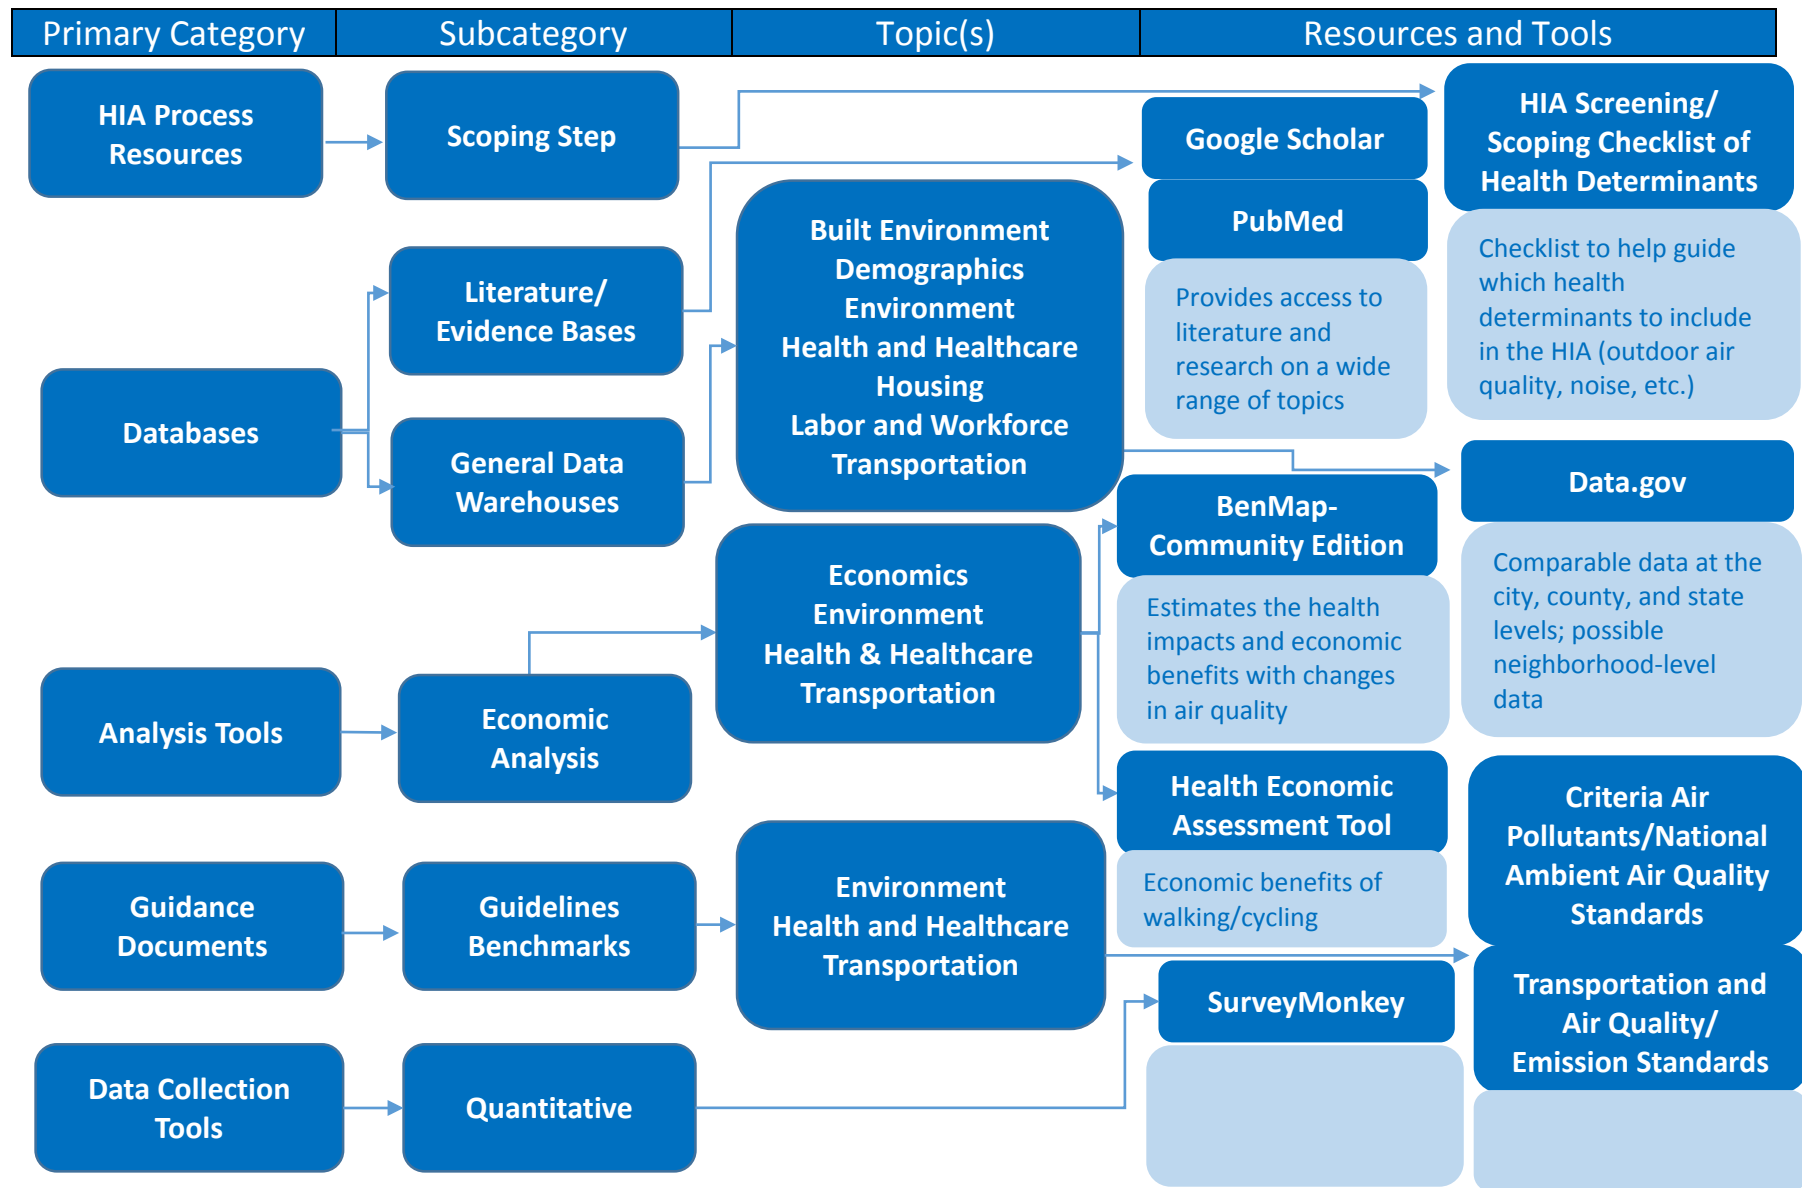 Primary Category
Subcategory
Topic(s)
Resources and Tools
HIA Process
Resources
Scoping Step
HIA Screening/
Scoping Checklist of
Health Determinants
Checklist to help guide
which health
determinants to include
in the HIA (outdoor air
quality, noise, etc.)
Databases
Literature/
Evidence Bases
Google Scholar
PubMed
Provides access to
literature and
research on a wide
range of topics
General Data
Warehouses
Built Environment
Demographics
Environment
Health and Healthcare
Housing
Labor and Workforce
Transportation
Data.gov
Comparable data at the
city, county, and state
levels; possible
neighborhood-level
data
Analysis Tools
Economic
Analysis
Economics
Environment
Health & Healthcare
Transportation
BenMap-
Community Edition
Estimates the health
impacts and economic
benefits with changes
in air quality
Health Economic
Assessment Tool
Economic benefits of
walking/cycling
Guidance
Documents
Guidelines
Benchmarks
Environment
Health and Healthcare
Transportation
Criteria Air
Pollutants/National
Ambient Air Quality
Standards
Transportation and
Air Quality/
Emission Standards
Data Collection
Tools
Quantitative
SurveyMonkey